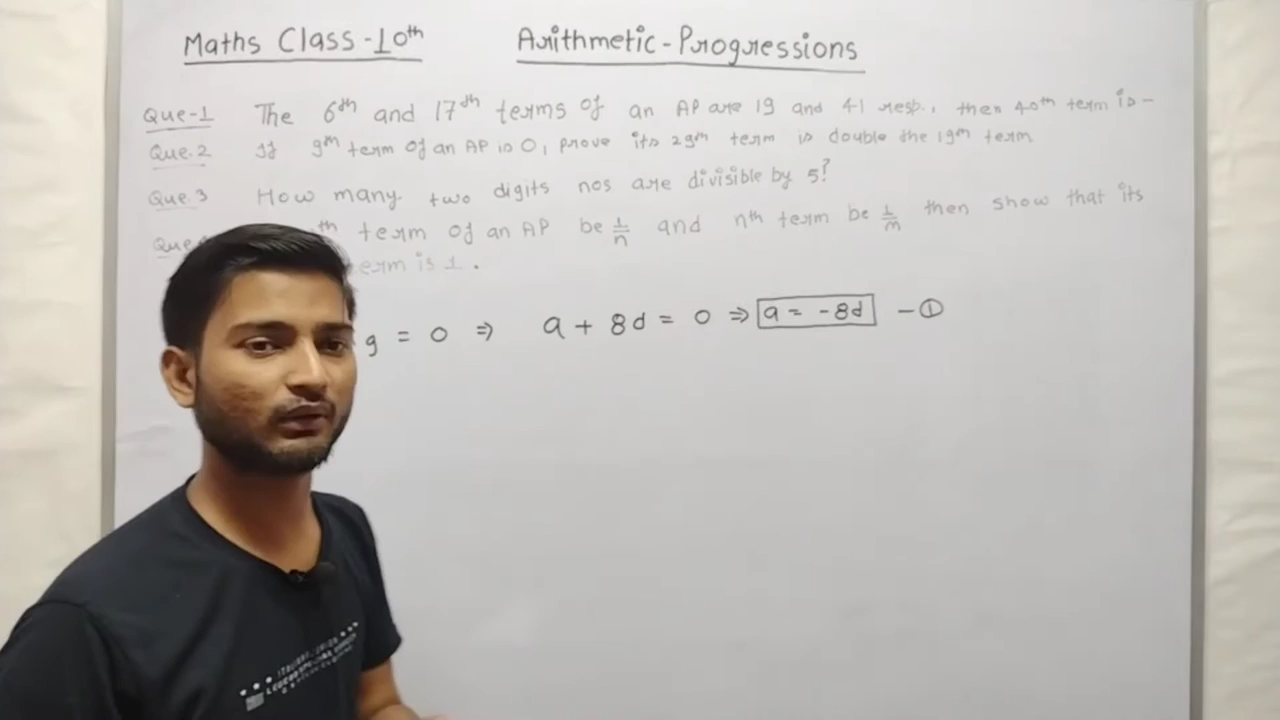 Maths Class-10th Arithmetic-Progressions
Que-1 The 6th and 17th terms of an AP are 19 and 41 resp., then 40th term is-
Que.2 If 9th term of an AP is 0, prove its 29th term is double the 19th term
Que.3 How many two digits nos are divisible by 5?
Que th term of an AP be 1/n and nth term be 1/m then show that its
term is 1.
9 = 0 ⇒ a + 8d = 0 ⇒ a = -8d -①